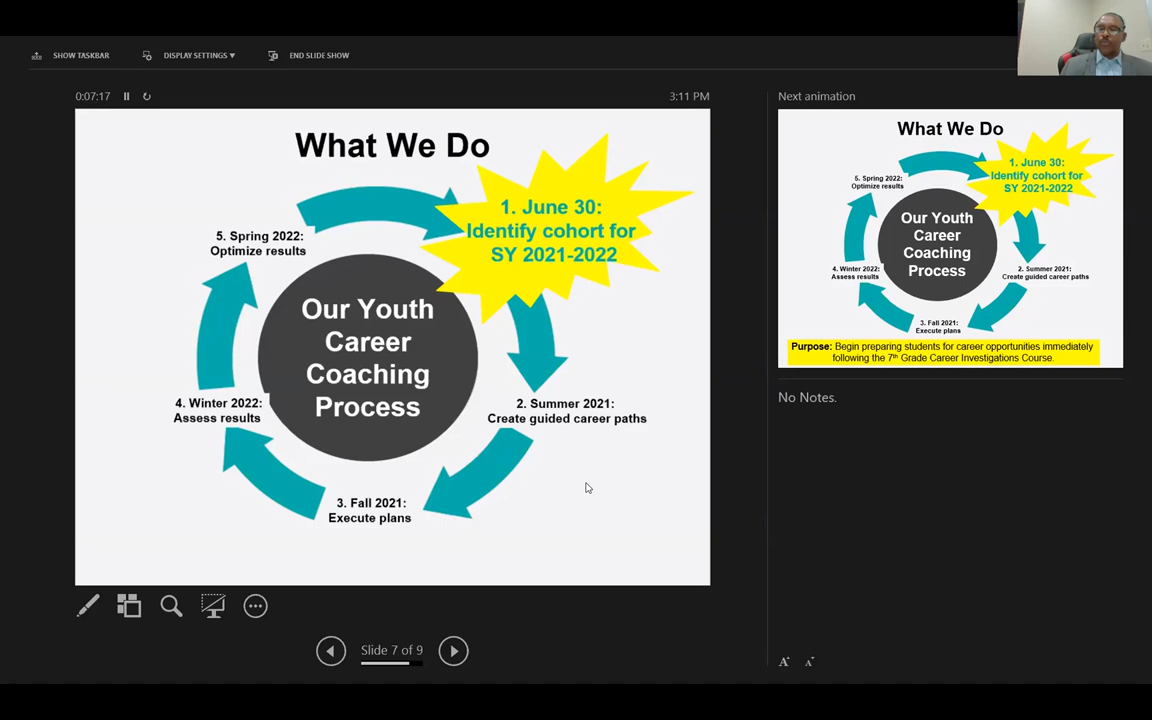 SHOW TASKBAR
DISPLAY SETTINGS ▾
END SLIDE SHOW
0:07:17
3:11 PM
What We Do
1. June 30:
Identify cohort for
SY 2021-2022
5. Spring 2022:
Optimize results
Our Youth
Career
Coaching
Process
4. Winter 2022:
Assess results
2. Summer 2021:
Create guided career paths
3. Fall 2021:
Execute plans
Slide 7 of 9
Next animation
What We Do
1. June 30:
Identify cohort for
SY 2021-2022
5. Spring 2022:
Optimize results
Our Youth
Career
Coaching
Process
4. Winter 2022:
Assess results
2. Summer 2021:
Create guided career paths
3. Fall 2021:
Execute plans
Purpose: Begin preparing students for career opportunities immediately
following the 7th Grade Career Investigations Course.
No Notes.
A A